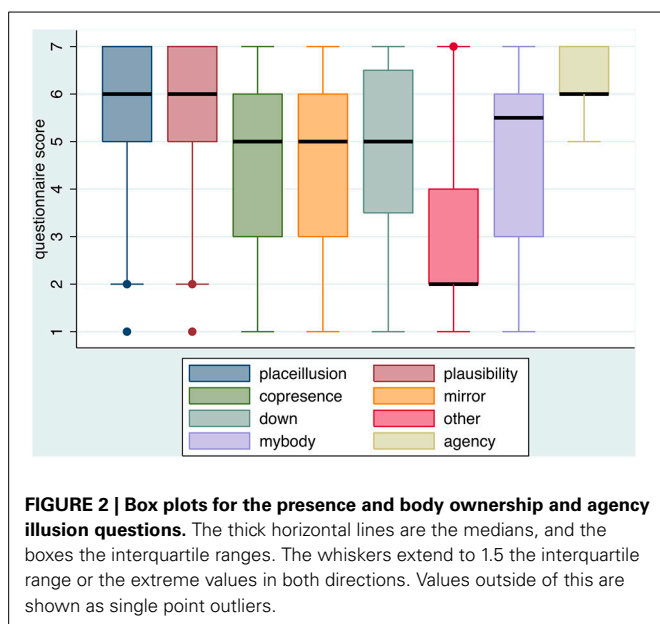 7
6
5
4
3
2
1
questionnaire score
placeillusion plausibility
copresence mirror
down other
mybody agency
FIGURE 2 | Box plots for the presence and body ownership and agency
illusion questions. The thick horizontal lines are the medians, and the
boxes the interquartile ranges. The whiskers extend to 1.5 the interquartile
range or the extreme values in both directions. Values outside of this are
shown as single point outliers.